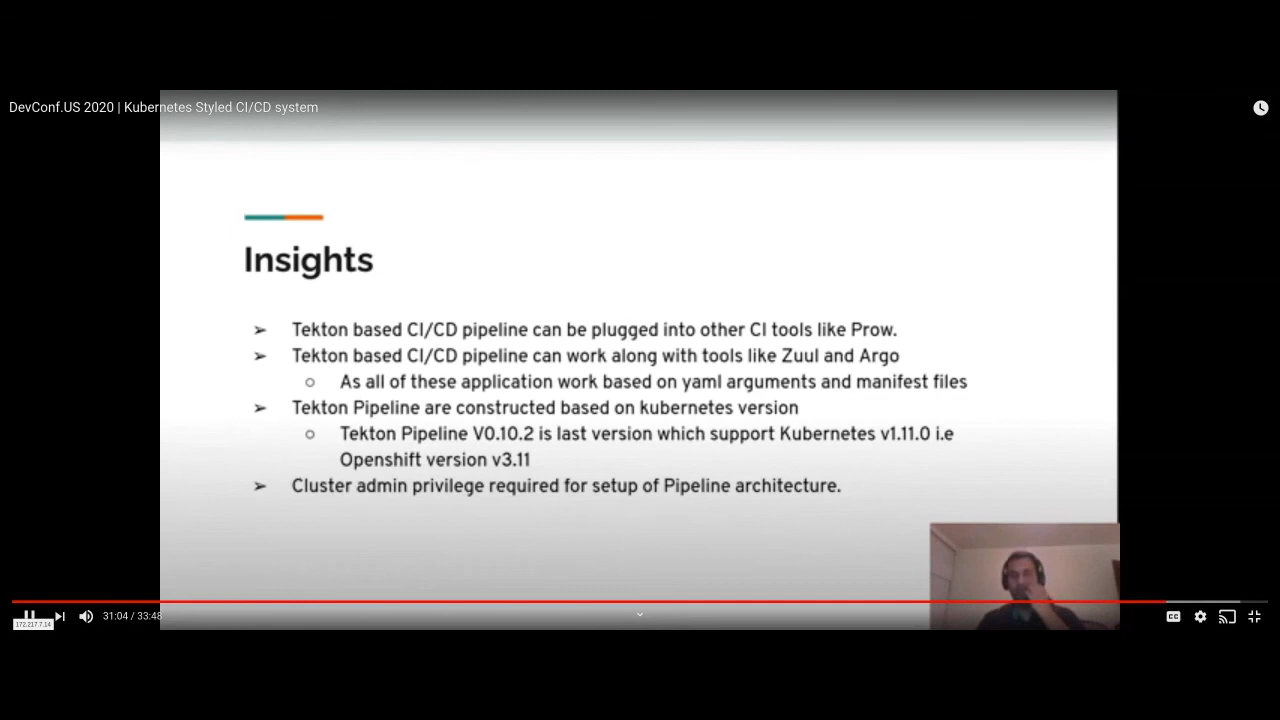 DevConf.US 2020 | Kubernetes Styled CI/CD system
Insights
➢ Tekton based CI/CD pipeline can be plugged into other CI tools like Prow.
➢ Tekton based CI/CD pipeline can work along with tools like Zuul and Argo
○ As all of these application work based on yaml arguments and manifest files
➢ Tekton Pipeline are constructed based on kubernetes version
○ Tekton Pipeline V0.10.2 is last version which support Kubernetes v1.11.0 i.e
Openshift version v3.11
➢ Cluster admin privilege required for setup of Pipeline architecture.
31:04 / 33:48
CC
172.217.7.14